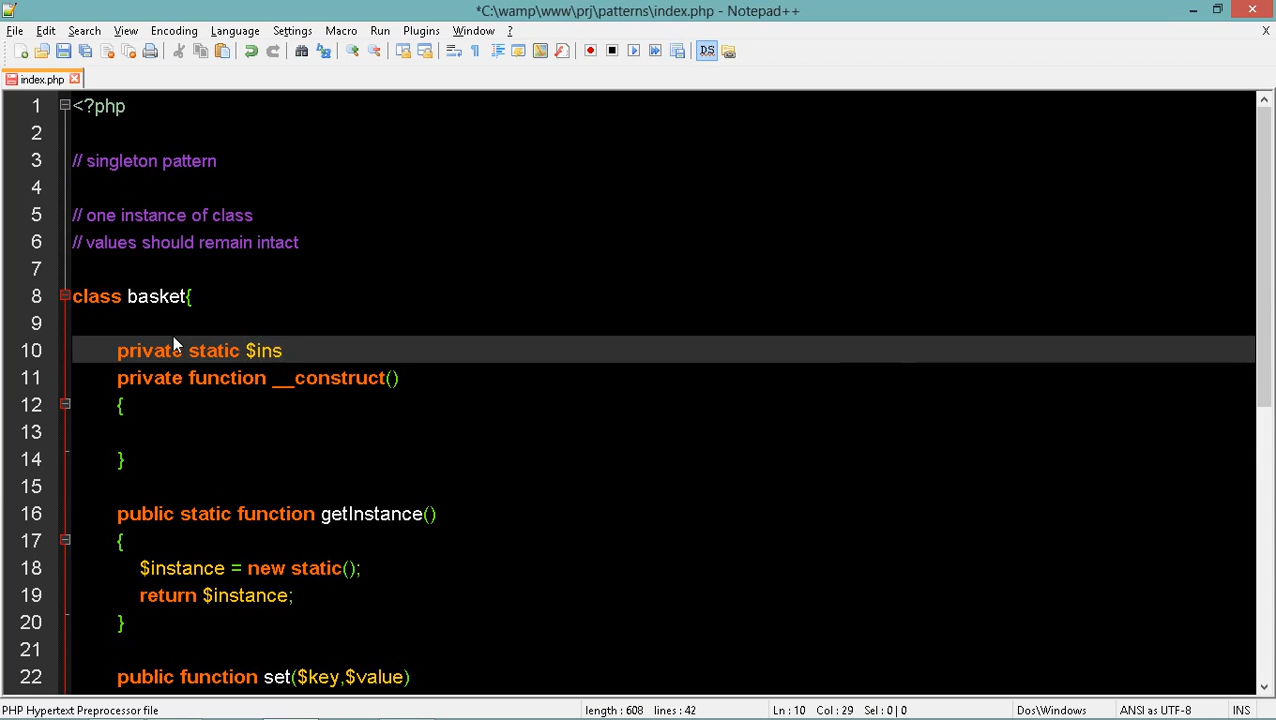 *C:\wamp\www\prj\patterns\index.php - Notepad++
File Edit Search View Encoding Language Settings Macro Run Plugins Window ? X
index.php
1 <?php
2
3 // singleton pattern
4
5 // one instance of class
6 // values should remain intact
7
8 class basket{
9
10 private static $ins
11 private function __construct()
12 {
13
14 }
15
16 public static function getInstance()
17 {
18 $instance = new static();
19 return $instance;
20 }
21
22 public function set($key,$value)
PHP Hypertext Preprocessor file length : 608 lines : 42 Ln : 10 Col : 29 Sel : 0 | 0 Dos\Windows ANSI as UTF-8 INS